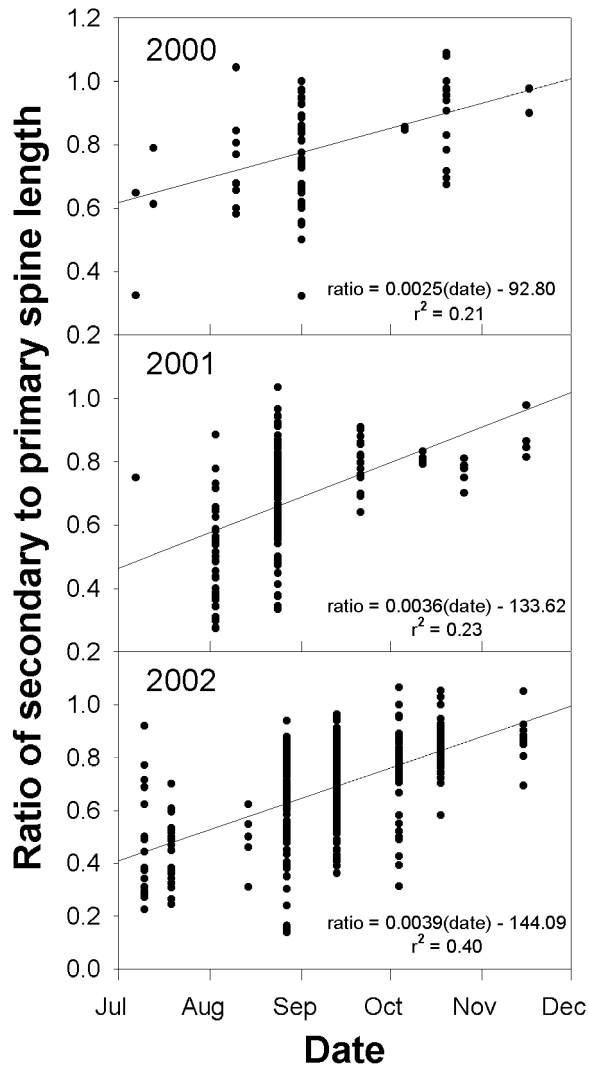 Ratio of secondary to primary spine length
1.2
2000
1.0
0.8
0.6
0.4
ratio = 0.0025(date) - 92.80
r² = 0.21
0.2
2001
1.0
0.8
0.6
0.4
ratio = 0.0036(date) - 133.62
r² = 0.23
0.2
2002
1.0
0.8
0.6
0.4
0.2
ratio = 0.0039(date) - 144.09
r² = 0.40
0.0
Jul Aug Sep Oct Nov Dec
Date